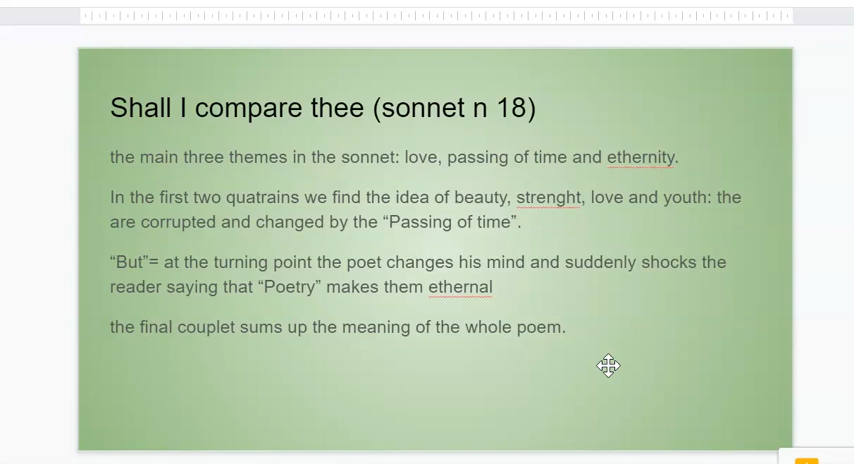 Shall I compare thee (sonnet n 18)
the main three themes in the sonnet: love, passing of time and ethernity.
In the first two quatrains we find the idea of beauty, strenght, love and youth: the
are corrupted and changed by the “Passing of time”.
“But”= at the turning point the poet changes his mind and suddenly shocks the
reader saying that “Poetry” makes them ethernal
the final couplet sums up the meaning of the whole poem.